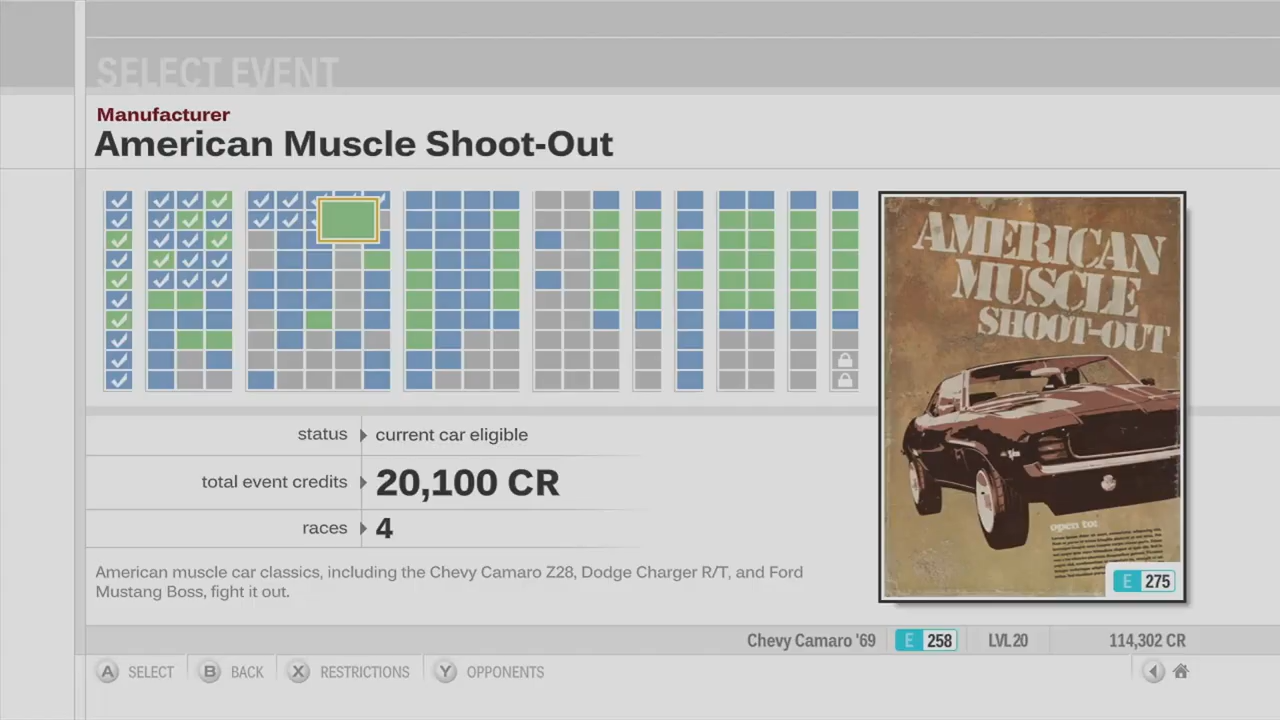 SELECT EVENT
Manufacturer
American Muscle Shoot-Out
AMERICAN
MUSCLE
SHOOT-OUT
open to:
E 275
status
current car eligible
total event credits
20,100 CR
races
4
American muscle car classics, including the Chevy Camaro Z28, Dodge Charger R/T, and Ford
Mustang Boss, fight it out.
Chevy Camaro '69 E 258 LVL 20 114,302 CR
A SELECT B BACK X RESTRICTIONS Y OPPONENTS